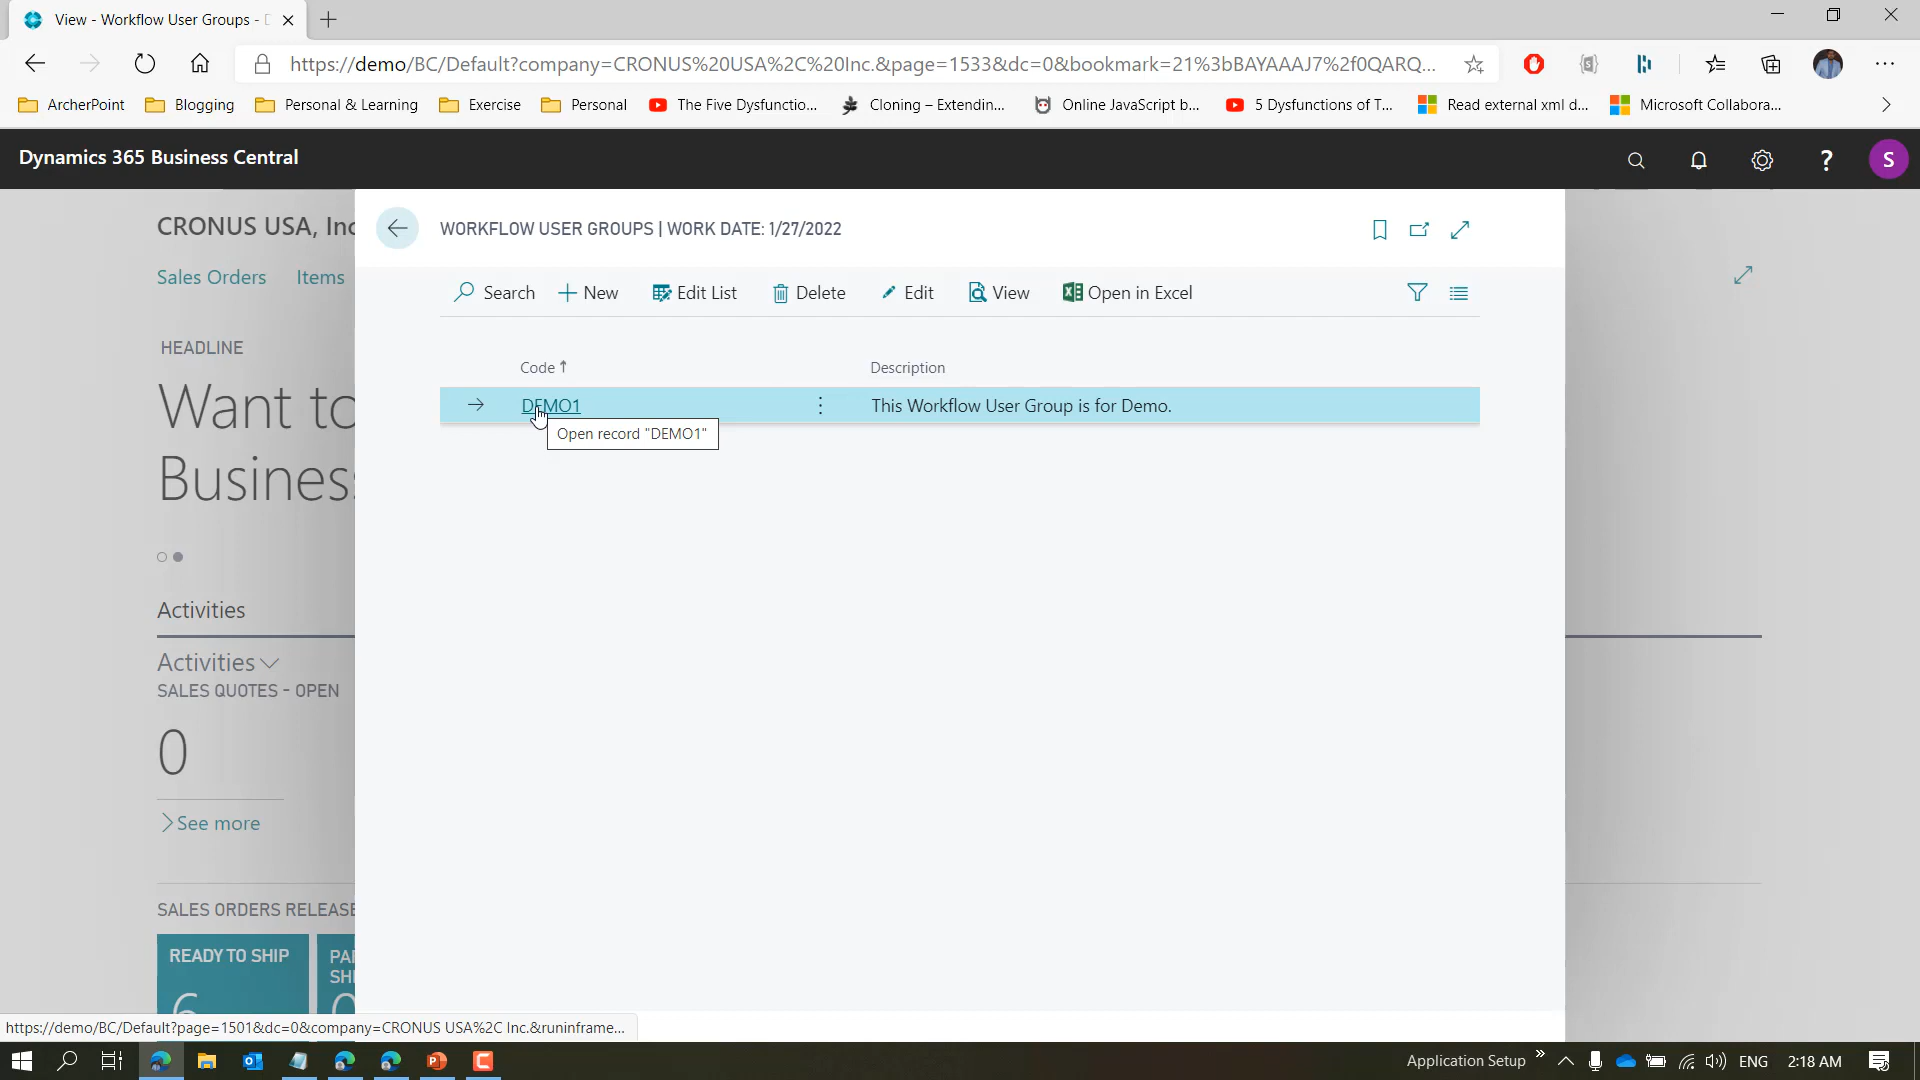 View - Workflow User Groups - D
https://demo/BC/Default?company=CRONUS%20USA%2C%20Inc.&page=1533&dc=0&bookmark=21%3bBAYAAAJ7%2f0QARQ...
ArcherPoint
Blogging
Personal & Learning
Exercise
Personal
The Five Dysfunctio...
Cloning – Extendin...
Online JavaScript b...
5 Dysfunctions of T...
Read external xml d...
Microsoft Collabora...
Dynamics 365 Business Central
?
S
CRONUS USA, Inc
WORKFLOW USER GROUPS | WORK DATE: 1/27/2022
Sales Orders
Items
Search
New
Edit List
Delete
Edit
View
Open in Excel
HEADLINE
Want to
Business
Code ↑
Description
DEMO1
This Workflow User Group is for Demo.
Open record "DEMO1"
Activities
Activities
SALES QUOTES - OPEN
0
See more
SALES ORDERS RELEASE
READY TO SHIP
6
PA
SHI
0
https://demo/BC/Default?page=1501&dc=0&company=CRONUS USA%2C Inc.&runinframe...
Application Setup
ENG
2:18 AM